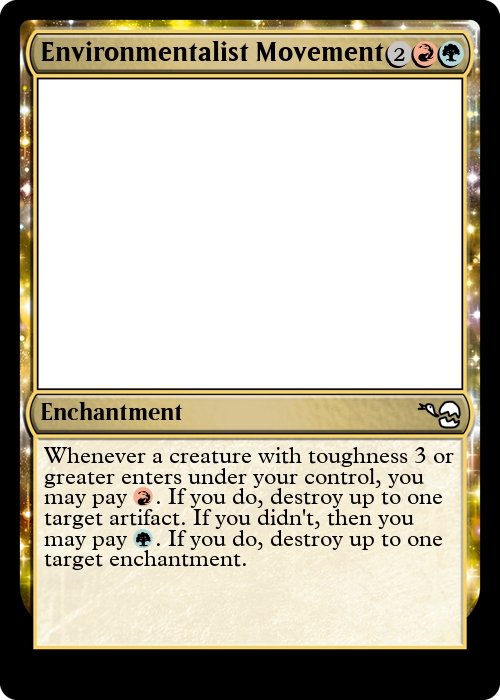 Environmentalist Movement 2
Enchantment
Whenever a creature with toughness 3 or
greater enters under your control, you
may pay . If you do, destroy up to one
target artifact. If you didn't, then you
may pay . If you do, destroy up to one
target enchantment.